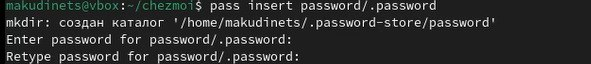 makudinets@vbox:~/chezmoi$ pass insert password/.password
mkdir: создан каталог '/home/makudinets/.password-store/password'
Enter password for password/.password:
Retype password for password/.password: